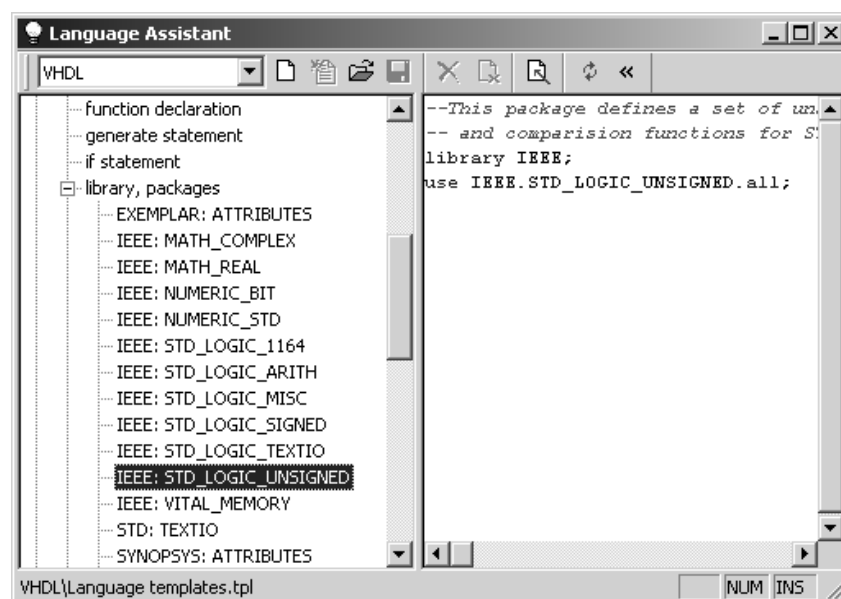 Language Assistant
VHDL
function declaration
generate statement
if statement
library, packages
EXEMPLAR: ATTRIBUTES
IEEE: MATH_COMPLEX
IEEE: MATH_REAL
IEEE: NUMERIC_BIT
IEEE: NUMERIC_STD
IEEE: STD_LOGIC_1164
IEEE: STD_LOGIC_ARITH
IEEE: STD_LOGIC_MISC
IEEE: STD_LOGIC_SIGNED
IEEE: STD_LOGIC_TEXTIO
IEEE: STD_LOGIC_UNSIGNED
IEEE: VITAL_MEMORY
STD: TEXTIO
SYNOPSYS: ATTRIBUTES
--This package defines a set of un
-- and comparision functions for S
library IEEE;
use IEEE.STD_LOGIC_UNSIGNED.all;
VHDL\Language templates.tpl
NUM INS